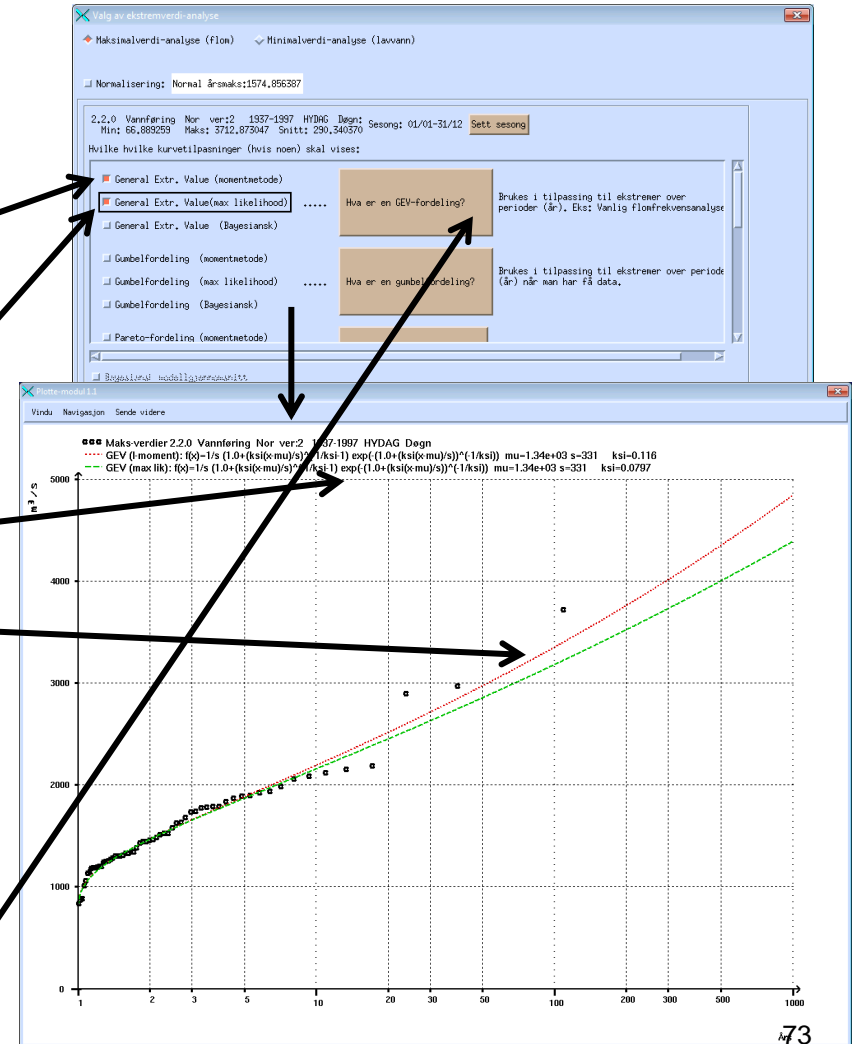 Valg av ekstremverdi-analyse
Maksimalverdi-analyse (flom) Minimalverdi-analyse (lavvann)
Normalisering: Normal årsmaks:1574,856387
2.2.0 Vannføring Nor ver:2 1937-1997 HYDAG Døgn:
Min: 66.889259 Maks: 3712.873047 Snitt: 290.340370 Sesong: 01/01-31/12 Sett sesong
Hvilke hvilke kurvetilpasninger (hvis noen) skal vises:
General Extr. Value (momentmetode)
General Extr. Value(max likelihood) ..... Hva er en GEV-fordeling? Brukes i tilpassing til ekstremer over
perioder (år). Eks: Vanlig flomfrekvensanalyse
General Extr. Value (Bayesiansk)
Gumbelfordeling (momentmetode)
Gumbelfordeling (max likelihood) ..... Hva er en gumbelfordeling? Brukes i tilpassing til ekstremer over periode
(år) når man har få data.
Gumbelfordeling (Bayesiansk)
Pareto-fordeling (momentmetode)
Bayesiansk modellgjennomsnitt
Plotte-modul 1.1
Vindu Navigasjon Sende videre
Maks-verdier 2.2.0 Vannføring Nor ver:2 1937-1997 HYDAG Døgn
GEV (l-moment): f(x)=1/s (1.0+(ksi(x-mu)/s)^(-1/ksi-1) exp(-(1.0+(ksi(x-mu)/s))^(-1/ksi)) mu=1.34e+03 s=331 ksi=0.116
GEV (max lik): f(x)=1/s (1.0+(ksi(x-mu)/s)^(-1/ksi-1) exp(-(1.0+(ksi(x-mu)/s))^(-1/ksi)) mu=1.34e+03 s=331 ksi=0.0797
m³/s
5000
4000
3000
2000
1000
0
1 2 3 5 10 20 30 50 100 200 300 500 1000
73